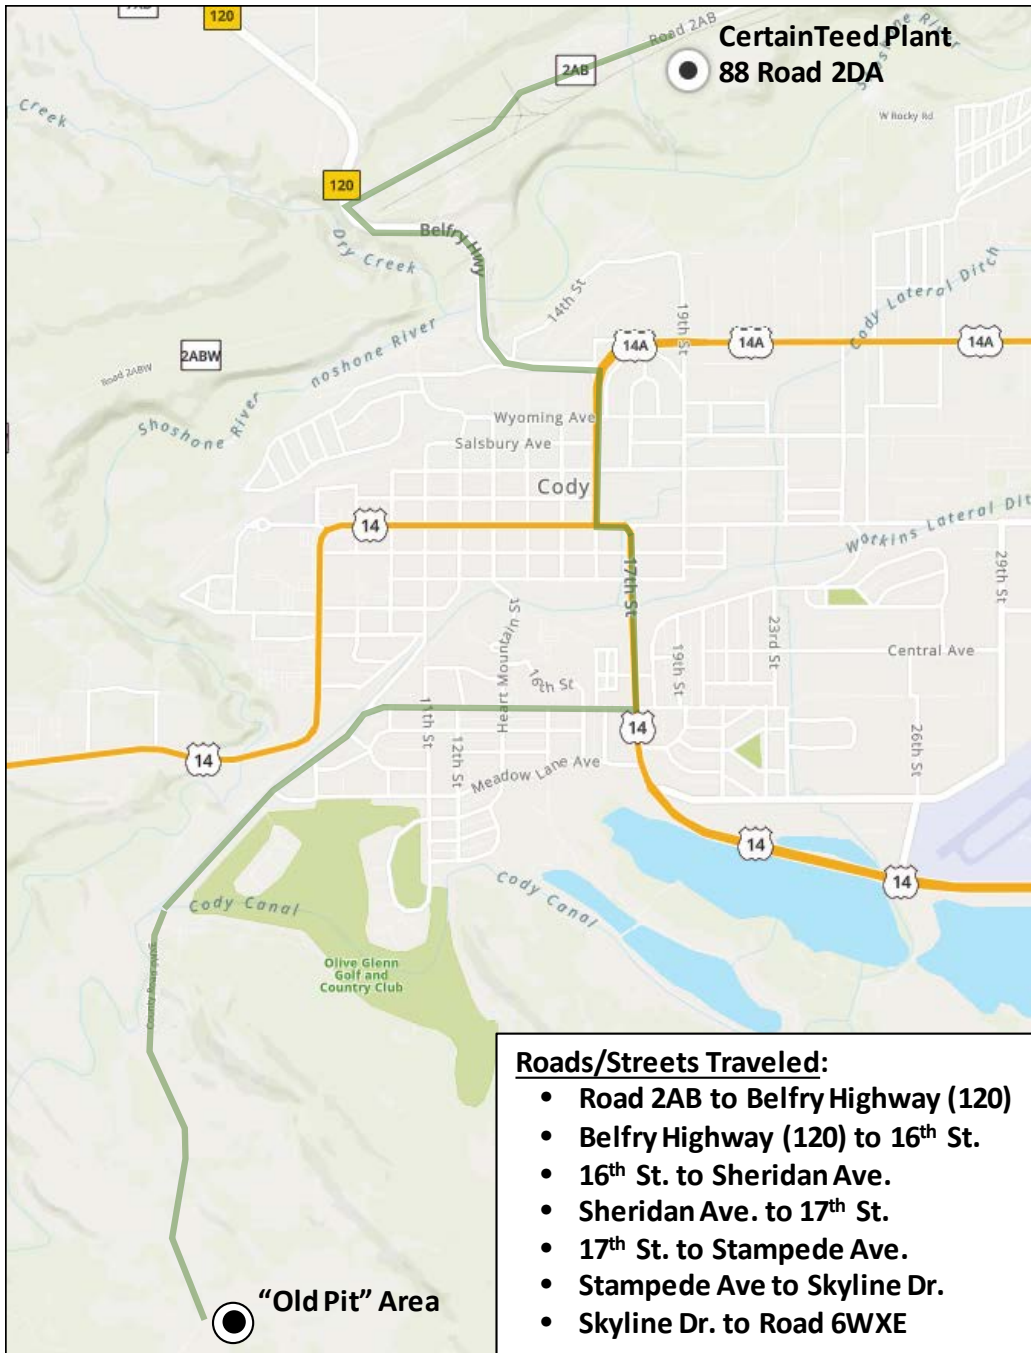 120
Road 2AB
CertainTeed Plant
88 Road 2DA
2AB
River
Creek
W Rocky Rd
120
Belfry Hwy
Dry Creek
14th St
19th St
Cody Lateral Ditch
14A
14A
14A
2ABW
Road 2ABW
noshone River
Shoshone River
Wyoming Ave
Salsbury Ave
Cody
14
17th St
29th St
23rd St
Central Ave
Heart Mountain St
16th St
19th St
11th St
12th St
26th St
14
14
Meadow Lane Ave
14
14
Cody Canal
Cody Canal
Olive Glenn
Golf and
Country Club
Roads/Streets Traveled:
• Road 2AB to Belfry Highway (120)
• Belfry Highway (120) to 16th St.
• 16th St. to Sheridan Ave.
• Sheridan Ave. to 17th St.
• 17th St. to Stampede Ave.
• Stampede Ave to Skyline Dr.
• Skyline Dr. to Road 6WXE
“Old Pit” Area